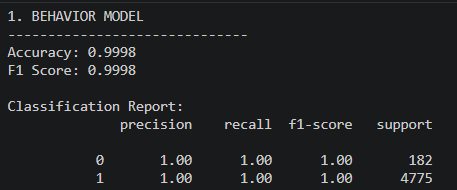 1. BEHAVIOR MODEL
------------------------------
Accuracy: 0.9998
F1 Score: 0.9998
Classification Report:
precision recall f1-score support
0 1.00 1.00 1.00 182
1 1.00 1.00 1.00 4775